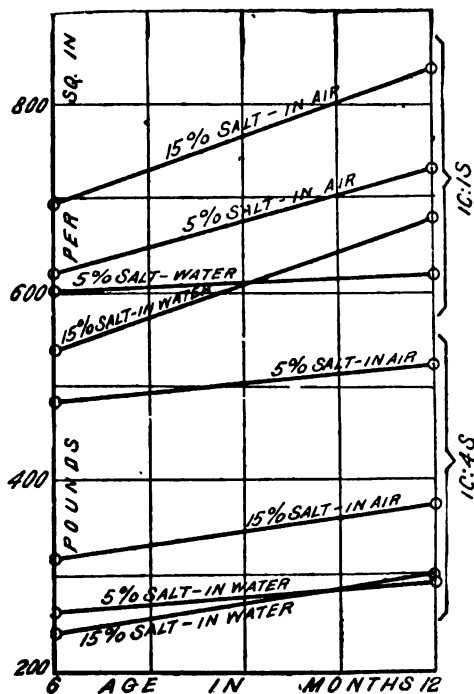 SQ. IN
PER
POUNDS
800
600
400
200
15% SALT-IN AIR
5% SALT-IN AIR
5% SALT-WATER
15% SALT-IN WATER
1C:1S
5% SALT-IN AIR
15% SALT-IN AIR
5% SALT-IN WATER
15% SALT-IN WATER
1C:4S
6 AGE IN MONTHS 12